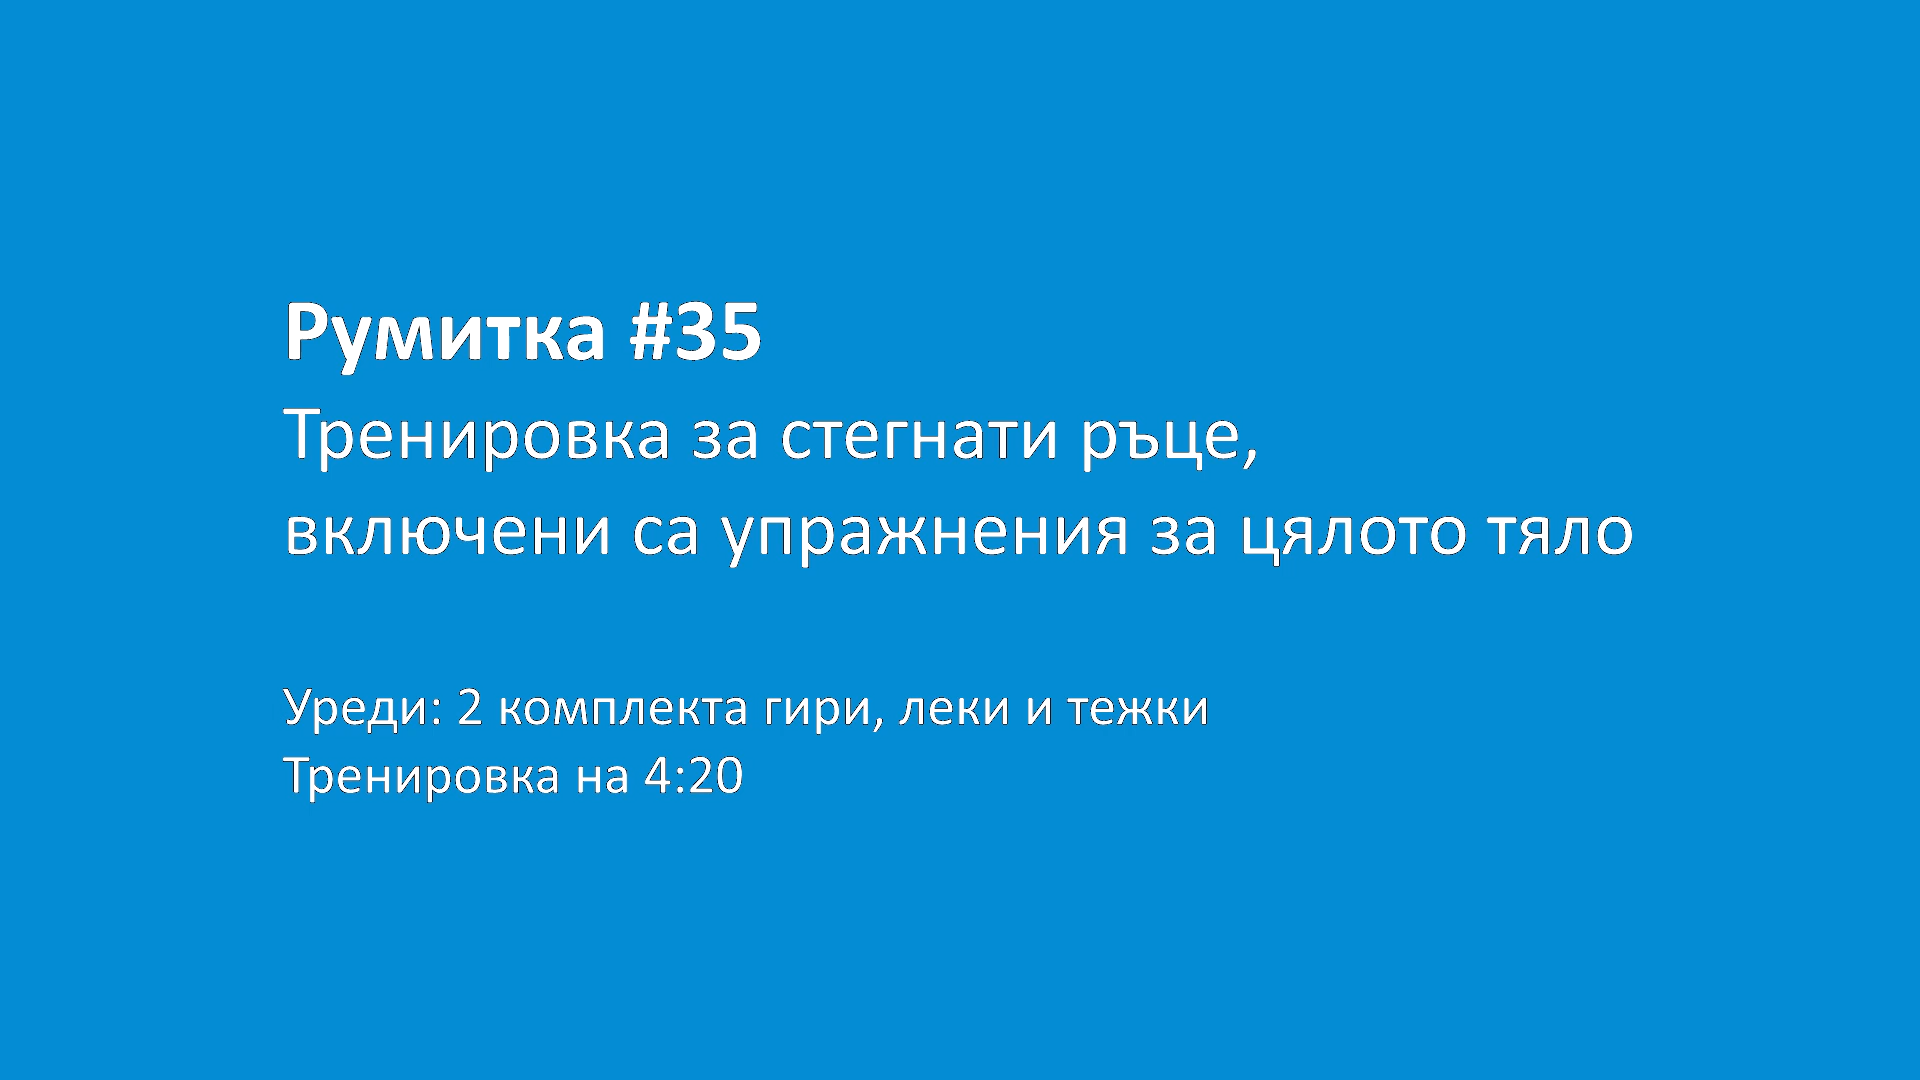 Румитка #35
Тренировка за стегнати ръце,
включени са упражнения за цялото тяло
Уреди: 2 комплекта гири, леки и тежки
Тренировка на 4:20